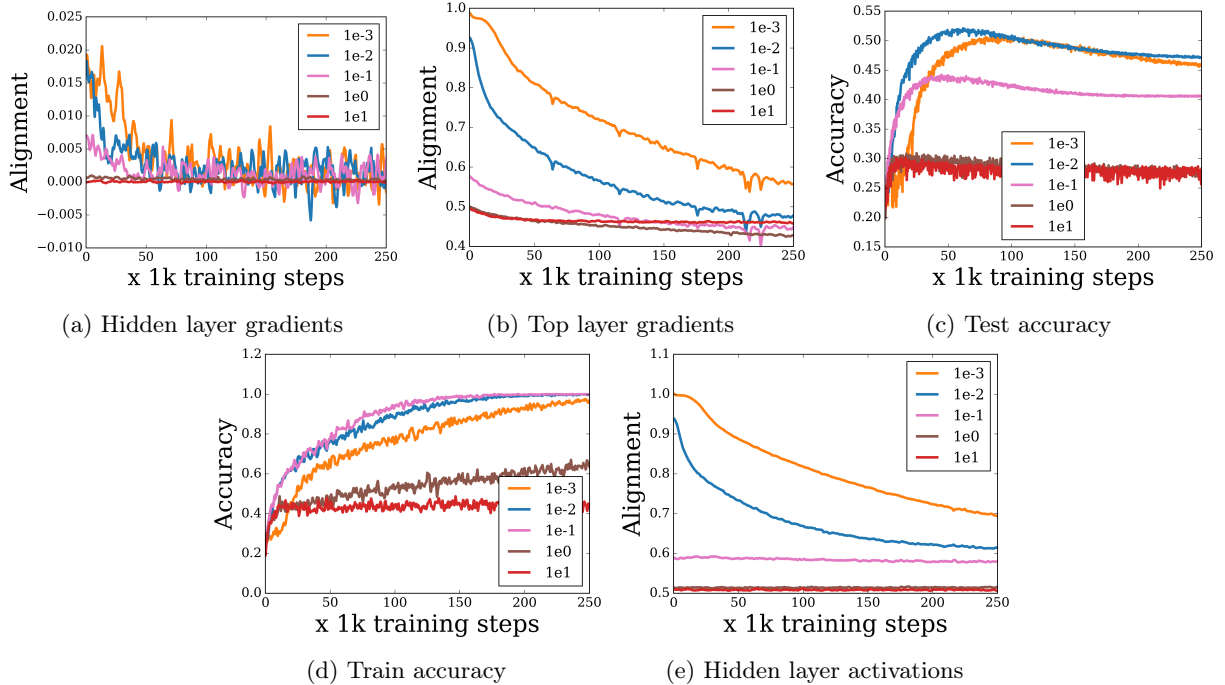 Alignment
0.025
0.020
0.015
0.010
0.005
0.000
−0.005
−0.010
0 50 100 150 200 250
x 1k training steps
1e-3
1e-2
1e-1
1e0
1e1
(a) Hidden layer gradients
Alignment
1.0
0.9
0.8
0.7
0.6
0.5
0.4
0 50 100 150 200 250
x 1k training steps
1e-3
1e-2
1e-1
1e0
1e1
(b) Top layer gradients
Accuracy
0.55
0.50
0.45
0.40
0.35
0.30
0.25
0.20
0.15
0 50 100 150 200 250
x 1k training steps
1e-3
1e-2
1e-1
1e0
1e1
(c) Test accuracy
Accuracy
1.2
1.0
0.8
0.6
0.4
0.2
0.0
0 50 100 150 200 250
x 1k training steps
1e-3
1e-2
1e-1
1e0
1e1
(d) Train accuracy
Alignment
1.1
1.0
0.9
0.8
0.7
0.6
0.5
0 50 100 150 200 250
x 1k training steps
1e-3
1e-2
1e-1
1e0
1e1
(e) Hidden layer activations